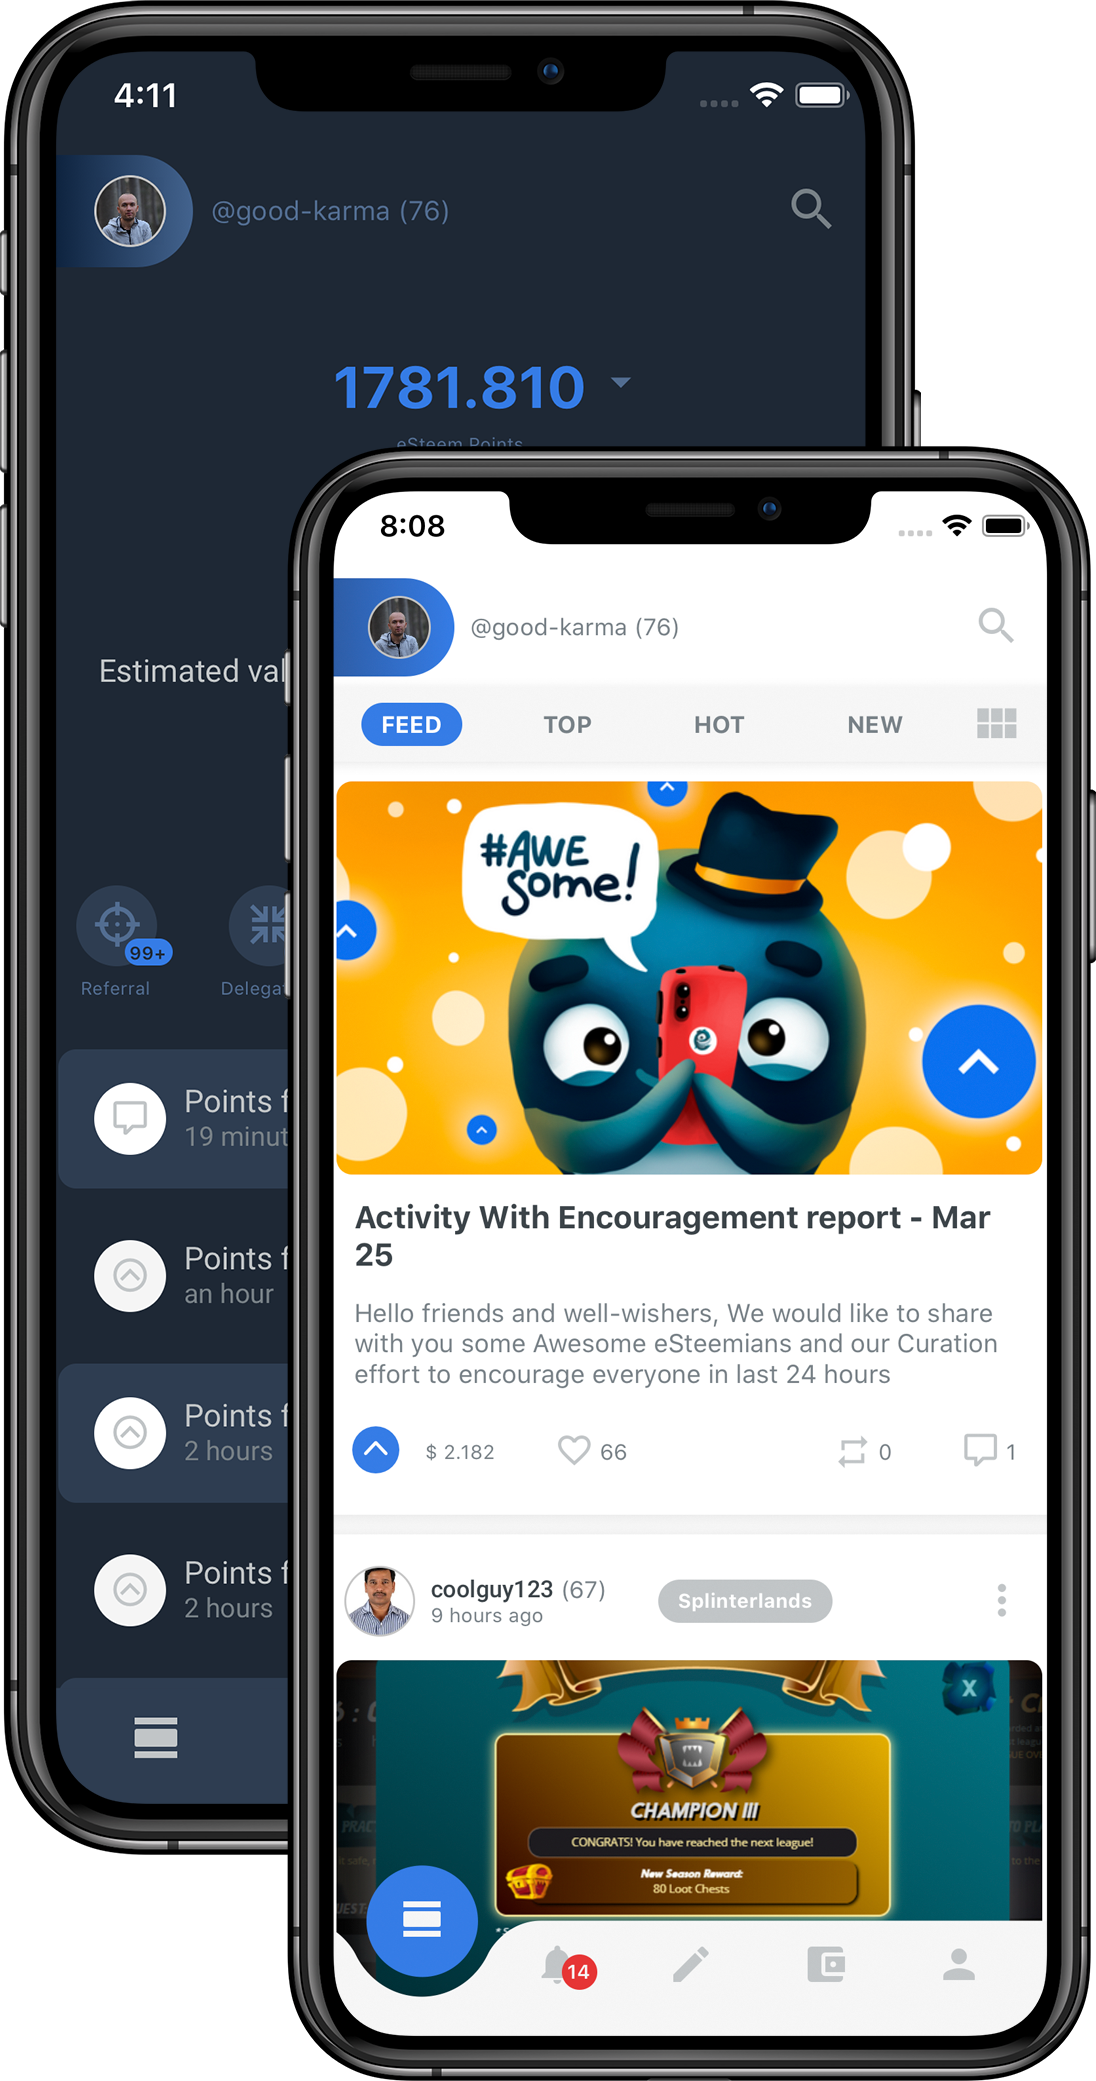 4:11
@good-karma (76)
1781.810
eSteem Points
Estimated val
99+
Referral
Delegat
Points f
19 minut
Points f
an hour
Points f
2 hours
Points f
2 hours
8:08
@good-karma (76)
FEED TOP HOT NEW
#AWE
some!
Activity With Encouragement report - Mar
25
Hello friends and well-wishers, We would like to share
with you some Awesome eSteemians and our Curation
effort to encourage everyone in last 24 hours
$ 2.182 66 0 1
coolguy123 (67)
9 hours ago
Splinterlands
X
CHAMPION III
CONGRATS! You have reached the next league!
New Season Reward:
80 Loot Chests
14